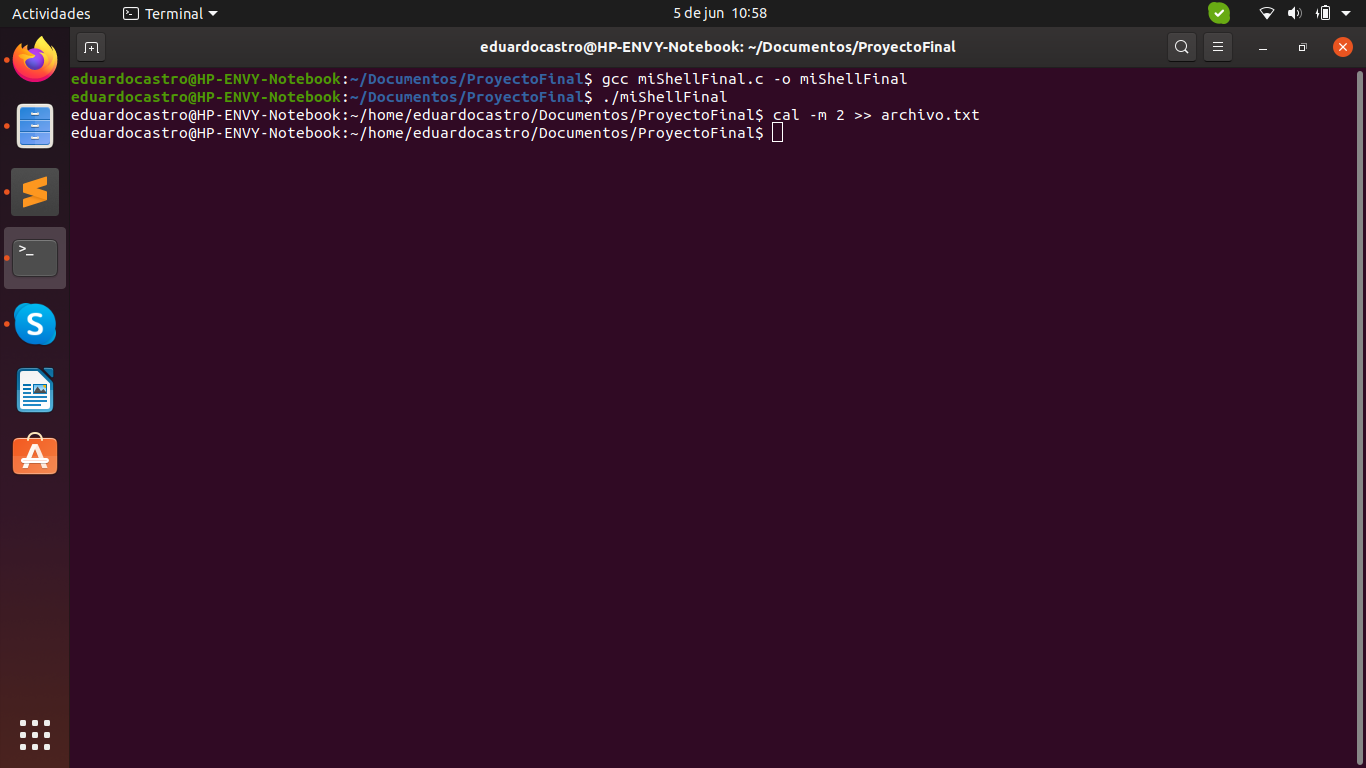 Actividades
Terminal
5 de jun 10:58
eduardocastro@HP-ENVY-Notebook: ~/Documentos/ProyectoFinal
eduardocastro@HP-ENVY-Notebook:~/Documentos/ProyectoFinal$ gcc miShellFinal.c -o miShellFinal
eduardocastro@HP-ENVY-Notebook:~/Documentos/ProyectoFinal$ ./miShellFinal
eduardocastro@HP-ENVY-Notebook:~/home/eduardocastro/Documentos/ProyectoFinal$ cal -m 2 >> archivo.txt
eduardocastro@HP-ENVY-Notebook:~/home/eduardocastro/Documentos/ProyectoFinal$